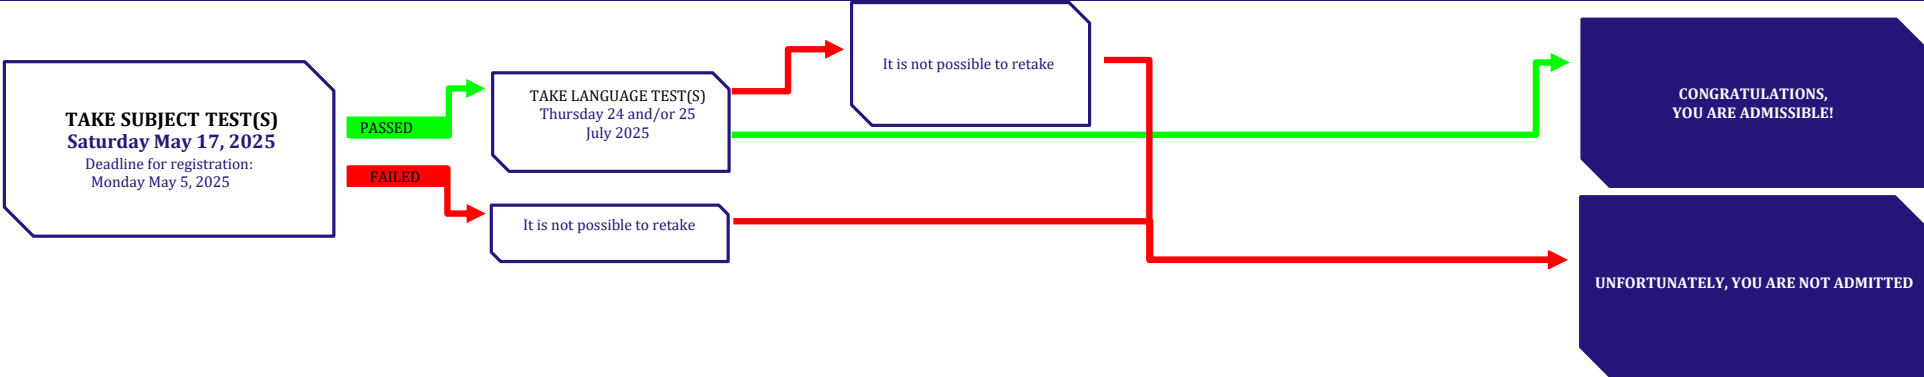 TAKE SUBJECT TEST(S)
Saturday May 17, 2025
Deadline for registration:
Monday May 5, 2025
PASSED
FAILED
TAKE LANGUAGE TEST(S)
Thursday 24 and/or 25
July 2025
It is not possible to retake
It is not possible to retake
CONGRATULATIONS,
YOU ARE ADMISSIBLE!
UNFORTUNATELY, YOU ARE NOT ADMITTED